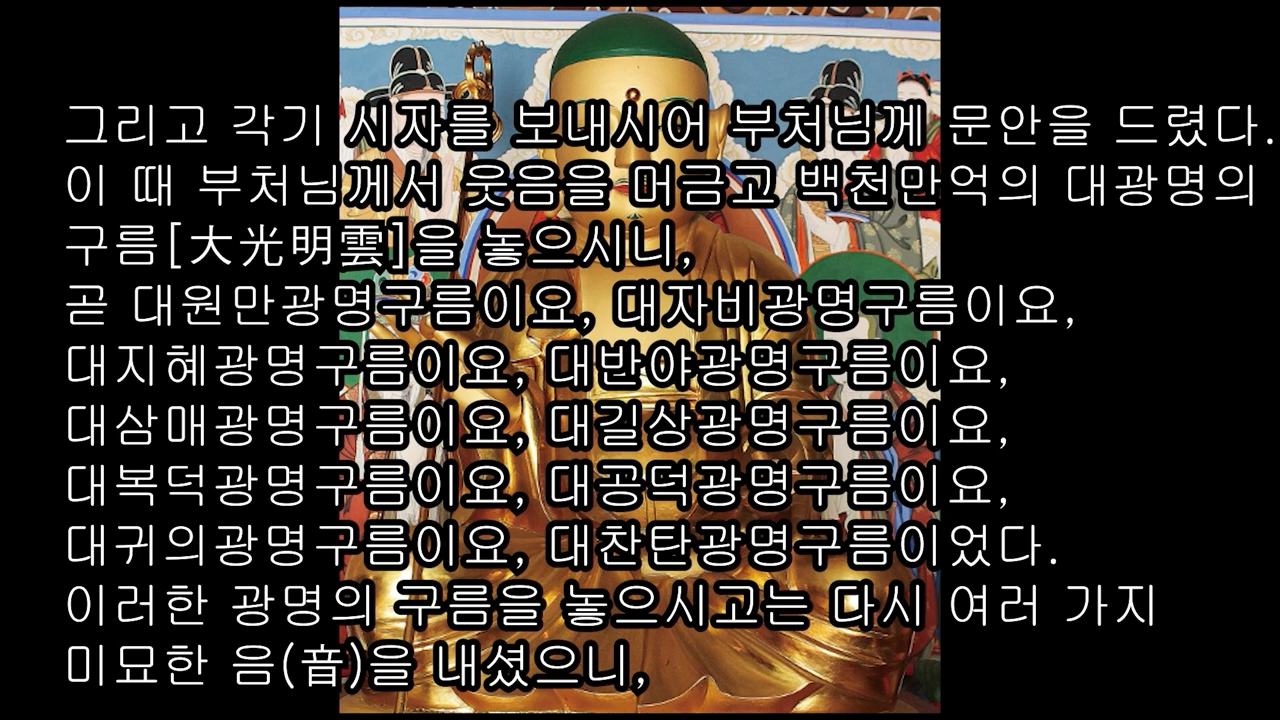 그리고 각기 시자를 보내시어 부처님께 문안을 드렸다.
이 때 부처님께서 웃음을 머금고 백천만억의 대광명의
구름[大光明雲]을 놓으시니,
곧 대원만광명구름이요, 대자비광명구름이요,
대지혜광명구름이요, 대반야광명구름이요,
대삼매광명구름이요, 대길상광명구름이요,
대복덕광명구름이요, 대공덕광명구름이요,
대귀의광명구름이요, 대찬탄광명구름이었다.
이러한 광명의 구름을 놓으시고는 다시 여러 가지
미묘한 음(音)을 내셨으니,